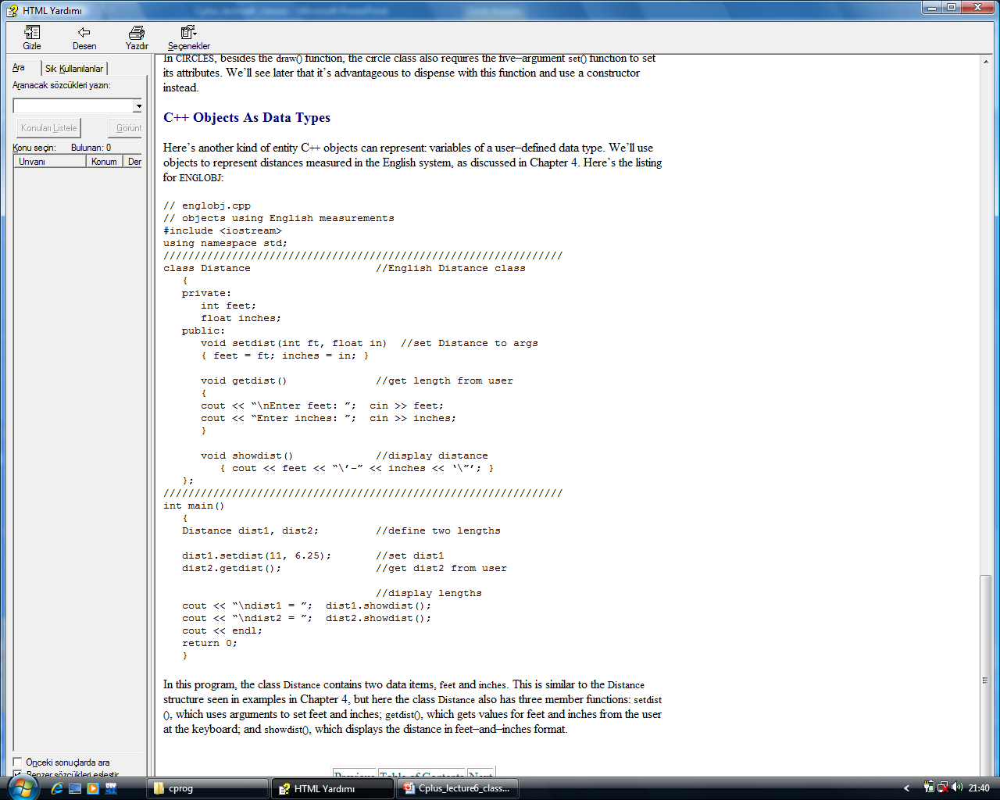 HTML Yardımı
Gizle
Desen
Yazdır
Seçenekler
Ara
Sık Kullanılanlar
Aranacak sözcükleri yazın:
Konuları Listele
Görünt
Konu seçin:
Bulunan: 0
Unvanı
Konum
Der
Önceki sonuçlarda ara
Benzer sözcükleri eşleştir
In CIRCLES, besides the draw() function, the circle class also requires the five–argument set() function to set
its attributes. We’ll see later that it’s advantageous to dispense with this function and use a constructor
instead.
C++ Objects As Data Types
Here’s another kind of entity C++ objects can represent: variables of a user–defined data type. We’ll use
objects to represent distances measured in the English system, as discussed in Chapter 4. Here’s the listing
for ENGLOBJ:
// englobj.cpp
// objects using English measurements
#include <iostream>
using namespace std;
////////////////////////////////////////////////////////////////
class Distance                    //English Distance class
   {
   private:
      int feet;
      float inches;
   public:
      void setdist(int ft, float in)  //set Distance to args
      { feet = ft; inches = in; }
      void getdist()              //get length from user
      {
      cout << “\nEnter feet: ”;  cin >> feet;
      cout << “Enter inches: ”;  cin >> inches;
      }
      void showdist()             //display distance
         { cout << feet << “\’-” << inches << ‘\”’; }
   };
////////////////////////////////////////////////////////////////
int main()
   {
   Distance dist1, dist2;         //define two lengths
   dist1.setdist(11, 6.25);       //set dist1
   dist2.getdist();               //get dist2 from user
                                  //display lengths
   cout << “\ndist1 = ”;  dist1.showdist();
   cout << “\ndist2 = ”;  dist2.showdist();
   cout << endl;
   return 0;
   }
In this program, the class Distance contains two data items, feet and inches. This is similar to the Distance
structure seen in examples in Chapter 4, but here the class Distance also has three member functions: setdist
(), which uses arguments to set feet and inches; getdist(), which gets values for feet and inches from the user
at the keyboard; and showdist(), which displays the distance in feet–and–inches format.
Previous Table of Contents Next
cprog
HTML Yardımı
Cplus_lecture6_class...
21:40